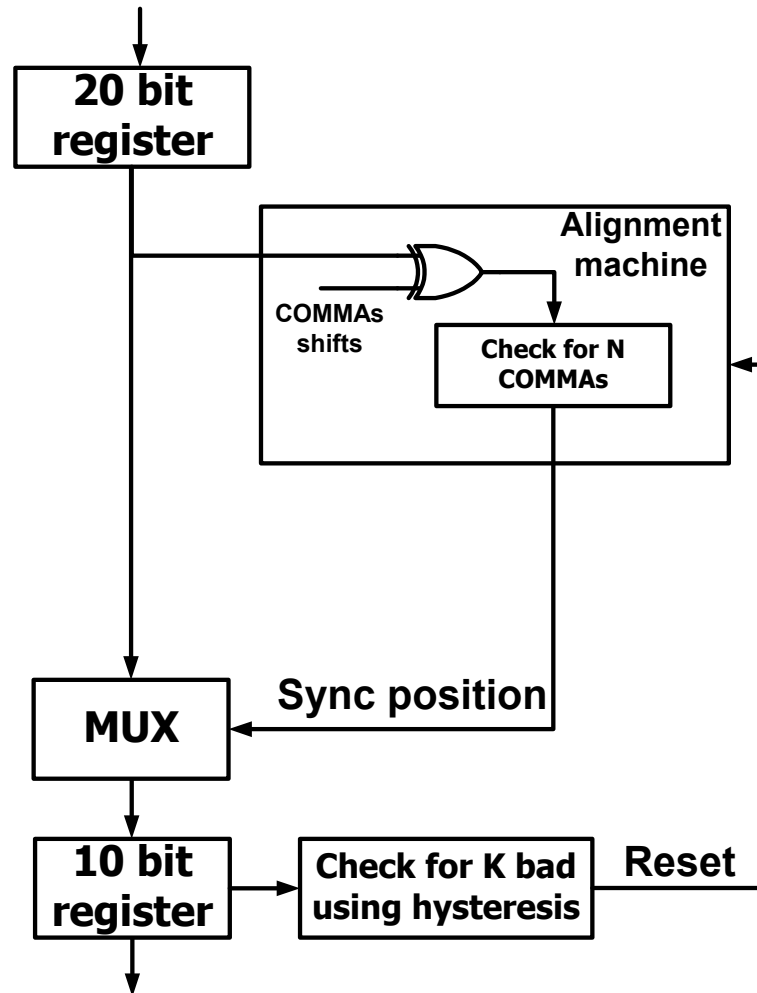 20 bit
register
Alignment
machine
COMMAs
shifts
Check for N
COMMAs
Sync position
MUX
10 bit
register
Check for K bad
using hysteresis
Reset